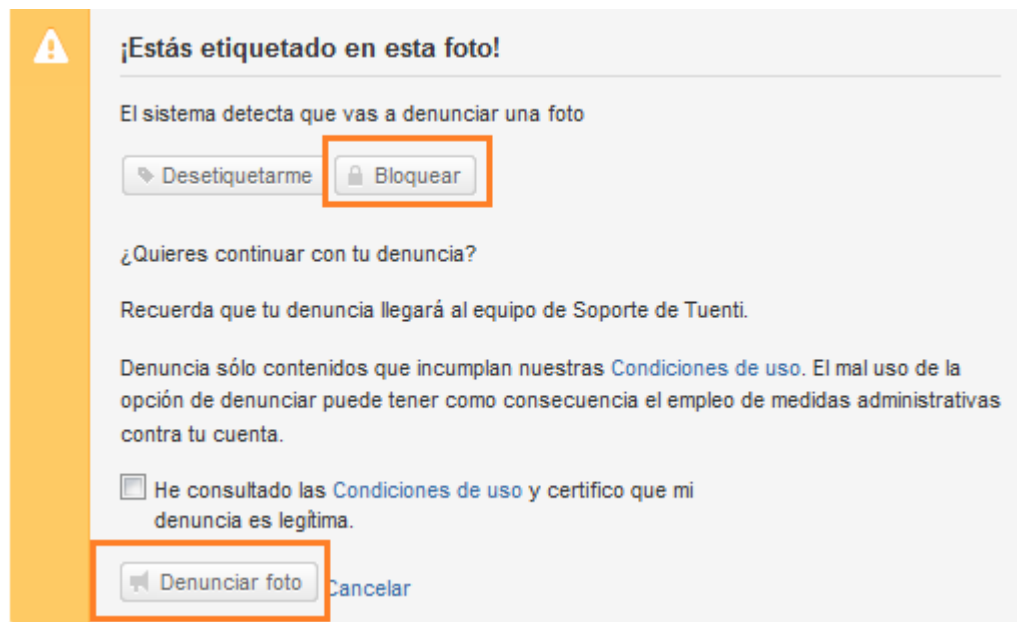 ¡Estás etiquetado en esta foto!
El sistema detecta que vas a denunciar una foto
Desetiquetarme Bloquear
¿Quieres continuar con tu denuncia?
Recuerda que tu denuncia llegará al equipo de Soporte de Tuenti.
Denuncia sólo contenidos que incumplan nuestras Condiciones de uso. El mal uso de la
opción de denunciar puede tener como consecuencia el empleo de medidas administrativas
contra tu cuenta.
He consultado las Condiciones de uso y certifico que mi
denuncia es legítima.
Denunciar foto Cancelar